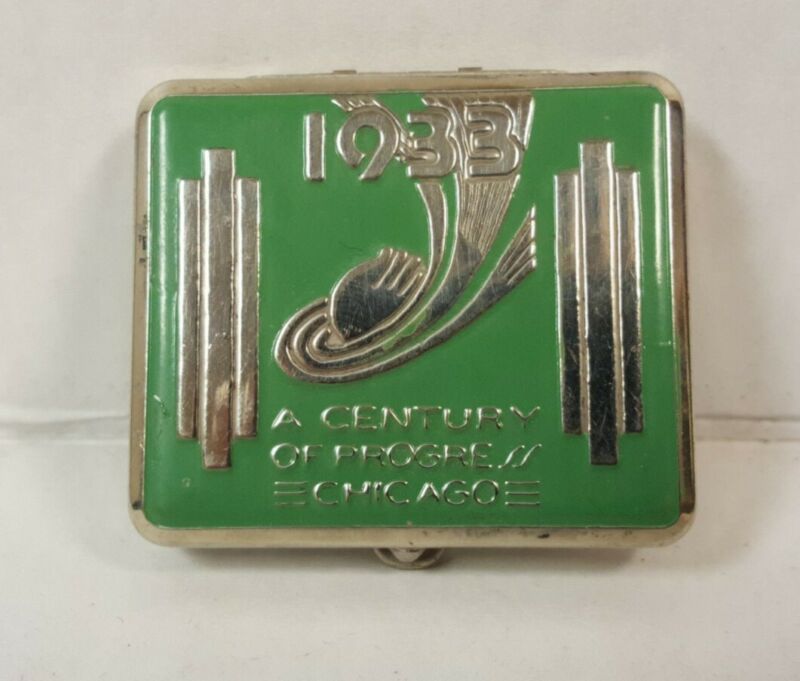 1933
A CENTURY
OF PROGRESS
CHICAGO